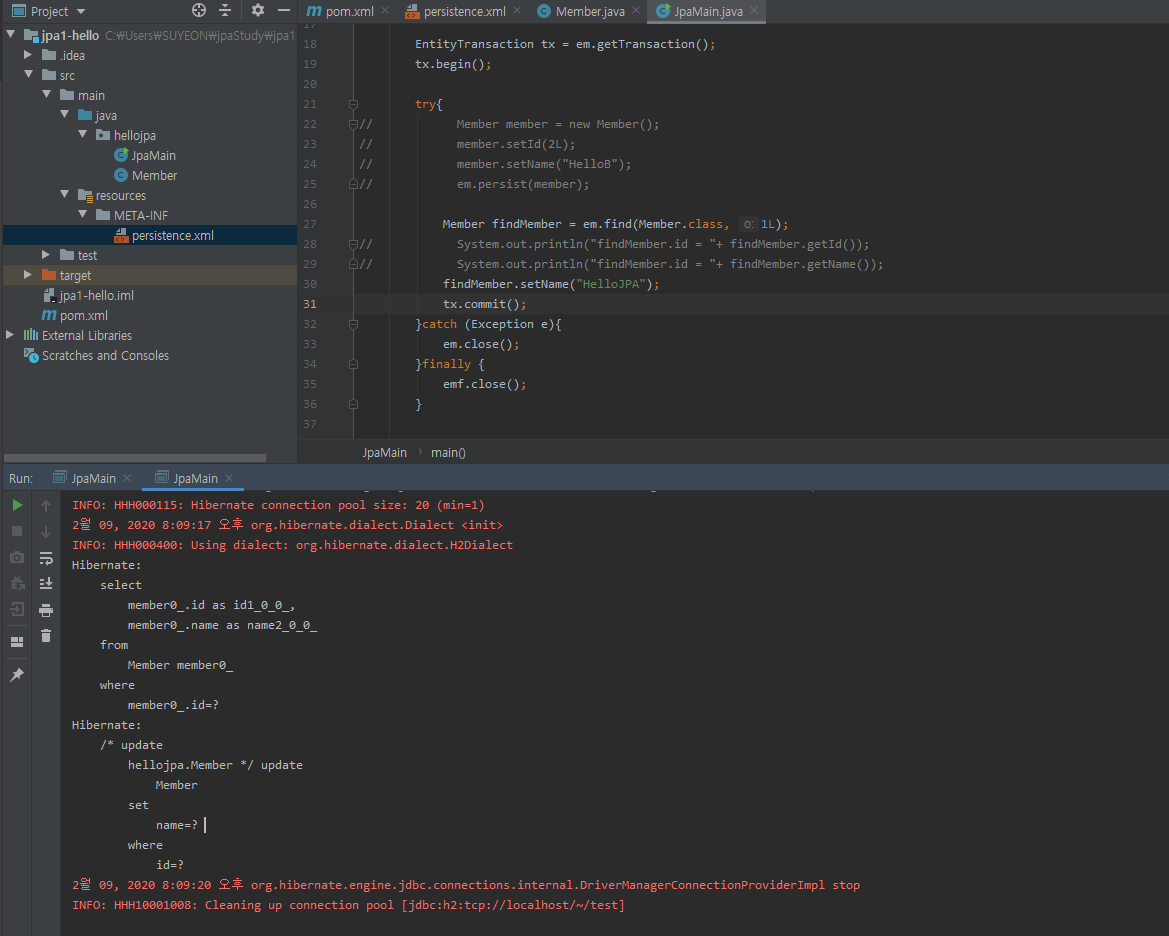 Project
jpa1-hello C:₩Users₩SUYEON₩jpaStudy₩jpa1
.idea
src
main
java
hellojpa
JpaMain
Member
resources
META-INF
persistence.xml
test
target
jpa1-hello.iml
pom.xml
External Libraries
Scratches and Consoles
pom.xml persistence.xml Member.java JpaMain.java
17
18 EntityTransaction tx = em.getTransaction();
19 tx.begin();
20
21 try{
22 // Member member = new Member();
23 // member.setId(2L);
24 // member.setName("HelloB");
25 // em.persist(member);
26
27 Member findMember = em.find(Member.class, o: 1L);
28 // System.out.println("findMember.id = "+ findMember.getId());
29 // System.out.println("findMember.id = "+ findMember.getName());
30 findMember.setName("HelloJPA");
31 tx.commit();
32 }catch (Exception e){
33 em.close();
34 }finally {
35 emf.close();
36 }
37
JpaMain main()
Run: JpaMain JpaMain
INFO: HHH000115: Hibernate connection pool size: 20 (min=1)
2월 09, 2020 8:09:17 오후 org.hibernate.dialect.Dialect <init>
INFO: HHH000400: Using dialect: org.hibernate.dialect.H2Dialect
Hibernate:
select
member0_.id as id1_0_0_,
member0_.name as name2_0_0_
from
Member member0_
where
member0_.id=?
Hibernate:
/* update
hellojpa.Member */ update
Member
set
name=?
where
id=?
2월 09, 2020 8:09:20 오후 org.hibernate.engine.jdbc.connections.internal.DriverManagerConnectionProviderImpl stop
INFO: HHH10001008: Cleaning up connection pool [jdbc:h2:tcp://localhost/~/test]